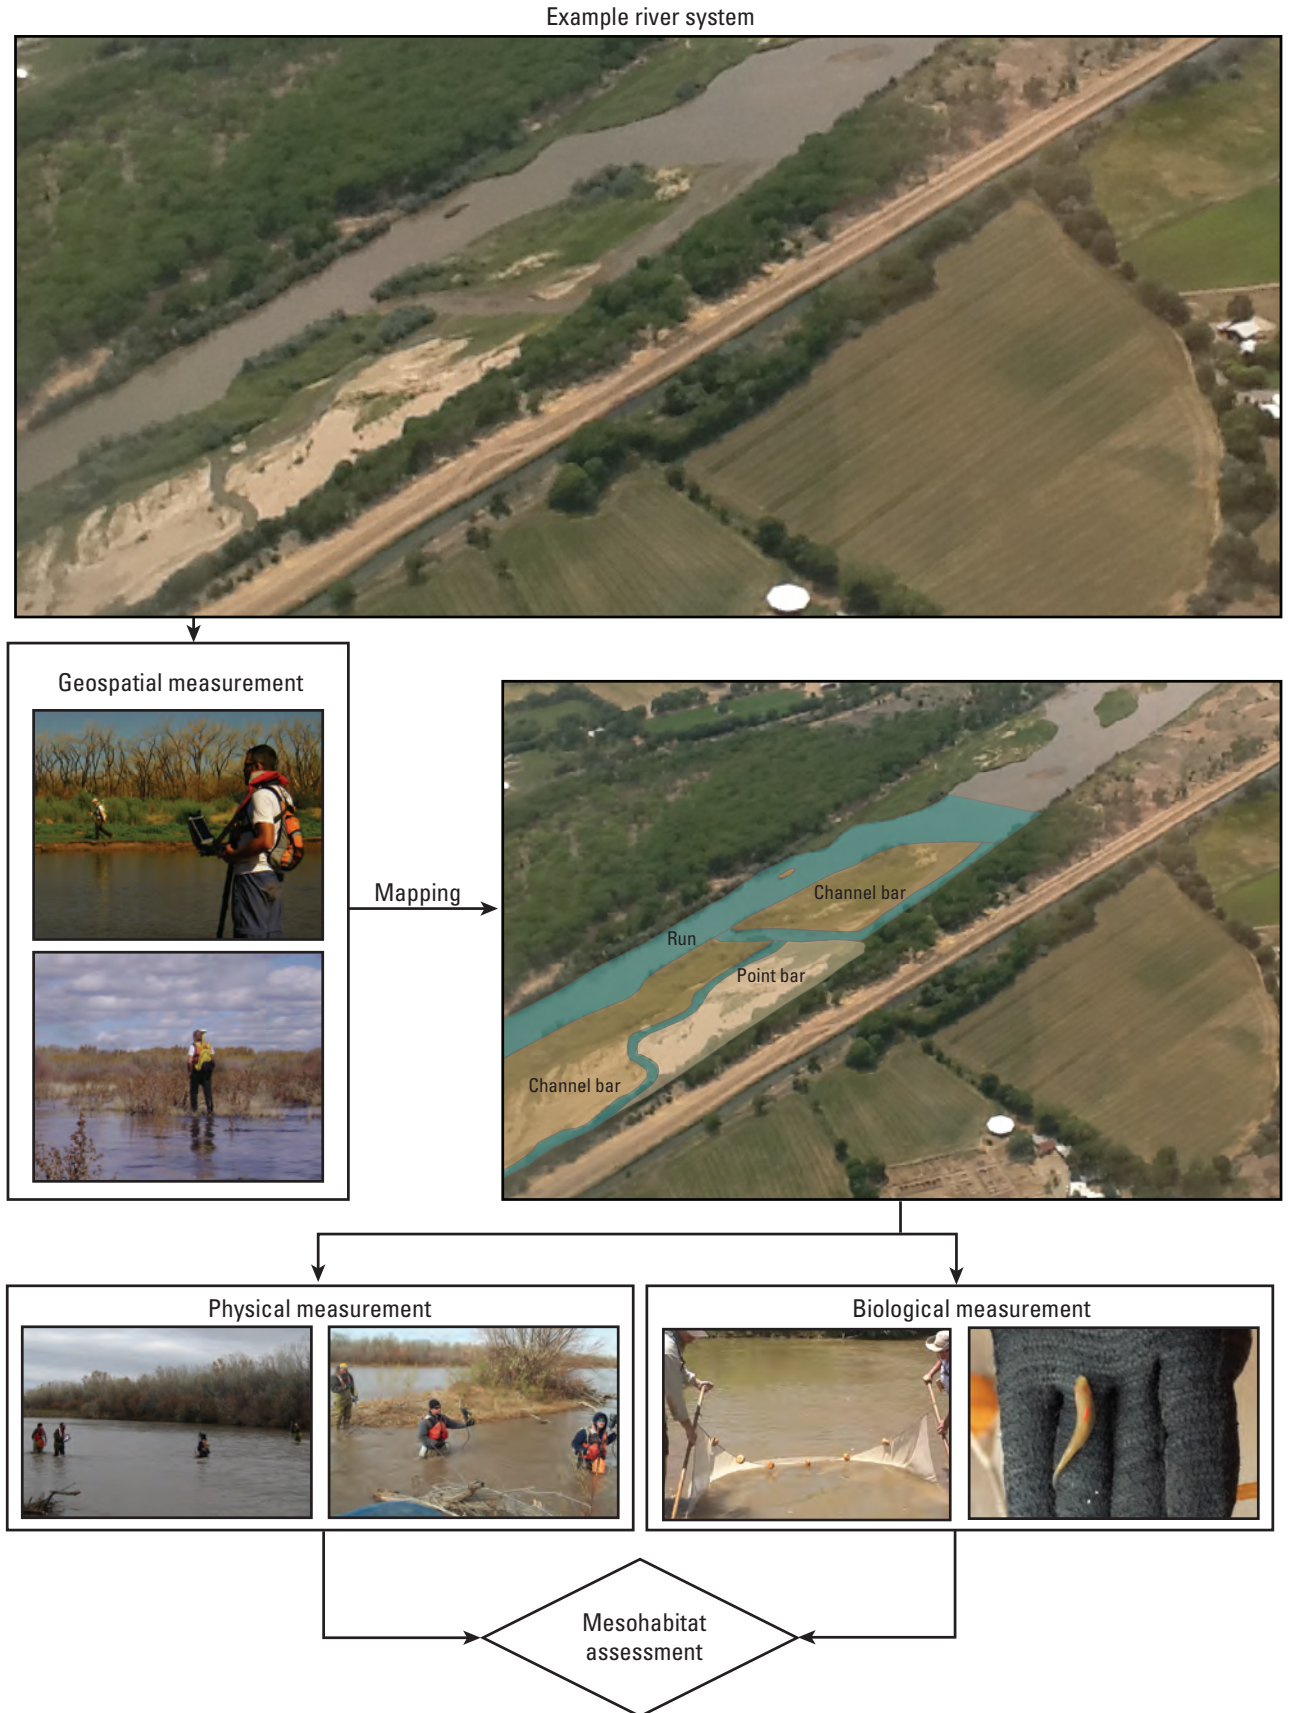 Example river system
Geospatial measurement
Mapping
Channel bar
Run
Point bar
Channel bar
Physical measurement
Biological measurement
Mesohabitat
assessment